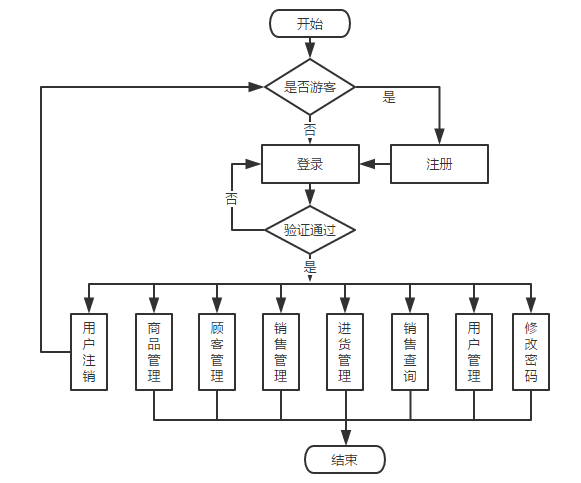 开始
是否游客
是
否
登录
注册
否
验证通过
是
用户注销
商品管理
顾客管理
销售管理
进货管理
销售查询
用户管理
修改密码
结束